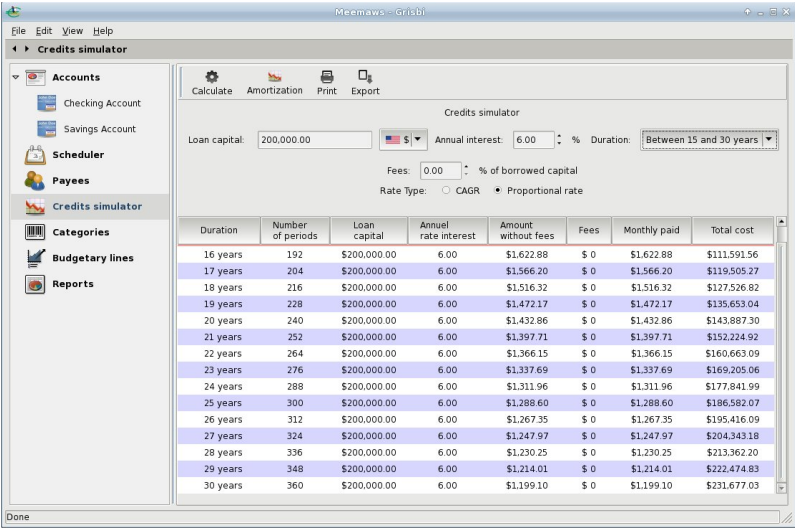 Meemaws - Grisbi
File Edit View Help
Credits simulator
Accounts
Checking Account
Savings Account
Scheduler
Payees
Credits simulator
Categories
Budgetary lines
Reports
Calculate Amortization Print Export
Credits simulator
Loan capital: 200,000.00 $ Annual interest: 6.00 % Duration: Between 15 and 30 years
Fees: 0.00 % of borrowed capital
Rate Type: CAGR Proportional rate
Duration Number of periods Loan capital Annuel rate interest Amount without fees Fees Monthly paid Total cost
16 years 192 $200,000.00 6.00 $1,622.88 $ 0 $1,622.88 $111,591.56
17 years 204 $200,000.00 6.00 $1,566.20 $ 0 $1,566.20 $119,505.27
18 years 216 $200,000.00 6.00 $1,516.32 $ 0 $1,516.32 $127,526.82
19 years 228 $200,000.00 6.00 $1,472.17 $ 0 $1,472.17 $135,653.04
20 years 240 $200,000.00 6.00 $1,432.86 $ 0 $1,432.86 $143,887.30
21 years 252 $200,000.00 6.00 $1,397.71 $ 0 $1,397.71 $152,224.92
22 years 264 $200,000.00 6.00 $1,366.15 $ 0 $1,366.15 $160,663.09
23 years 276 $200,000.00 6.00 $1,337.69 $ 0 $1,337.69 $169,205.06
24 years 288 $200,000.00 6.00 $1,311.96 $ 0 $1,311.96 $177,841.99
25 years 300 $200,000.00 6.00 $1,288.60 $ 0 $1,288.60 $186,582.07
26 years 312 $200,000.00 6.00 $1,267.35 $ 0 $1,267.35 $195,416.09
27 years 324 $200,000.00 6.00 $1,247.97 $ 0 $1,247.97 $204,343.18
28 years 336 $200,000.00 6.00 $1,230.25 $ 0 $1,230.25 $213,362.20
29 years 348 $200,000.00 6.00 $1,214.01 $ 0 $1,214.01 $222,474.83
30 years 360 $200,000.00 6.00 $1,199.10 $ 0 $1,199.10 $231,677.03
Done